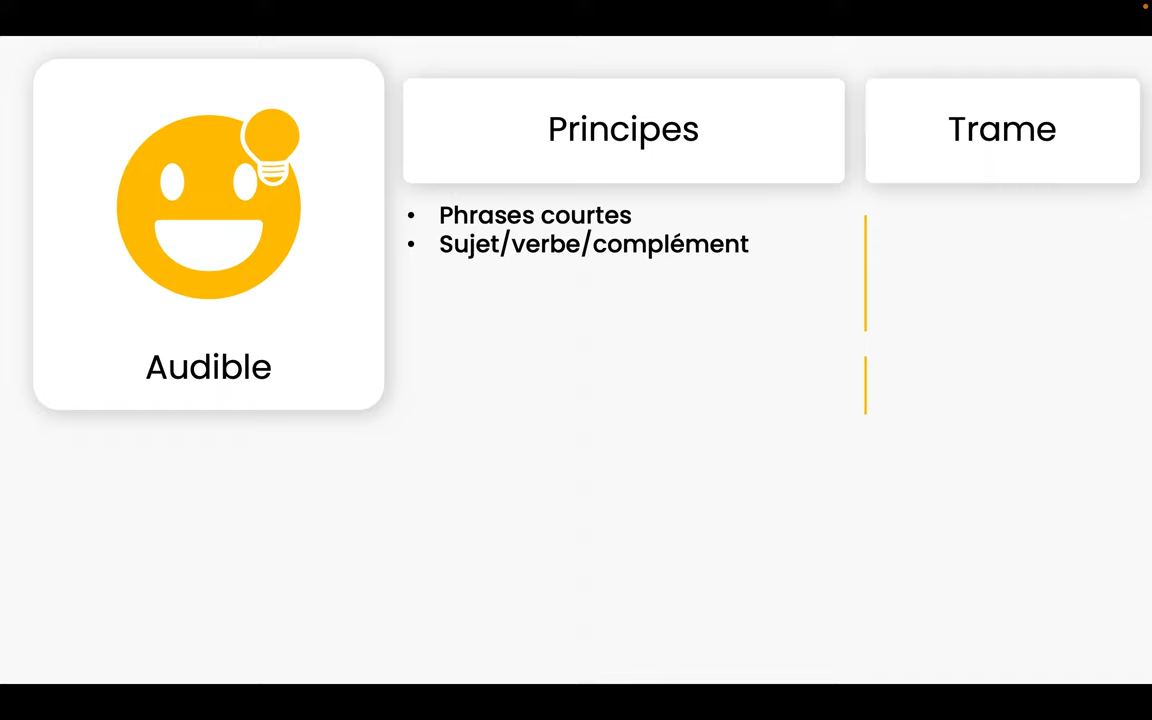 Audible
Principes
Trame
• Phrases courtes
• Sujet/verbe/complément